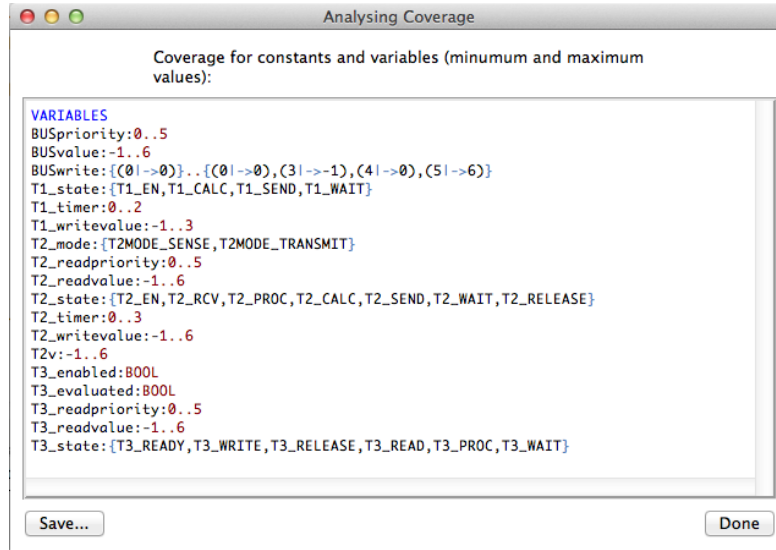 Analysing Coverage
Coverage for constants and variables (minumum and maximum
values):
VARIABLES
BUSpriority:0..5
BUSvalue:-1..6
BUSwrite:{(0|->0)}..{(0|->0),(3|->-1),(4|->0),(5|->6)}
T1_state:{T1_EN,T1_CALC,T1_SEND,T1_WAIT}
T1_timer:0..2
T1_writevalue:-1..3
T2_mode:{T2MODE_SENSE,T2MODE_TRANSMIT}
T2_readpriority:0..5
T2_readvalue:-1..6
T2_state:{T2_EN,T2_RCV,T2_PROC,T2_CALC,T2_SEND,T2_WAIT,T2_RELEASE}
T2_timer:0..3
T2_writevalue:-1..6
T2v:-1..6
T3_enabled:BOOL
T3_evaluated:BOOL
T3_readpriority:0..5
T3_readvalue:-1..6
T3_state:{T3_READY,T3_WRITE,T3_RELEASE,T3_READ,T3_PROC,T3_WAIT}
Save... Done